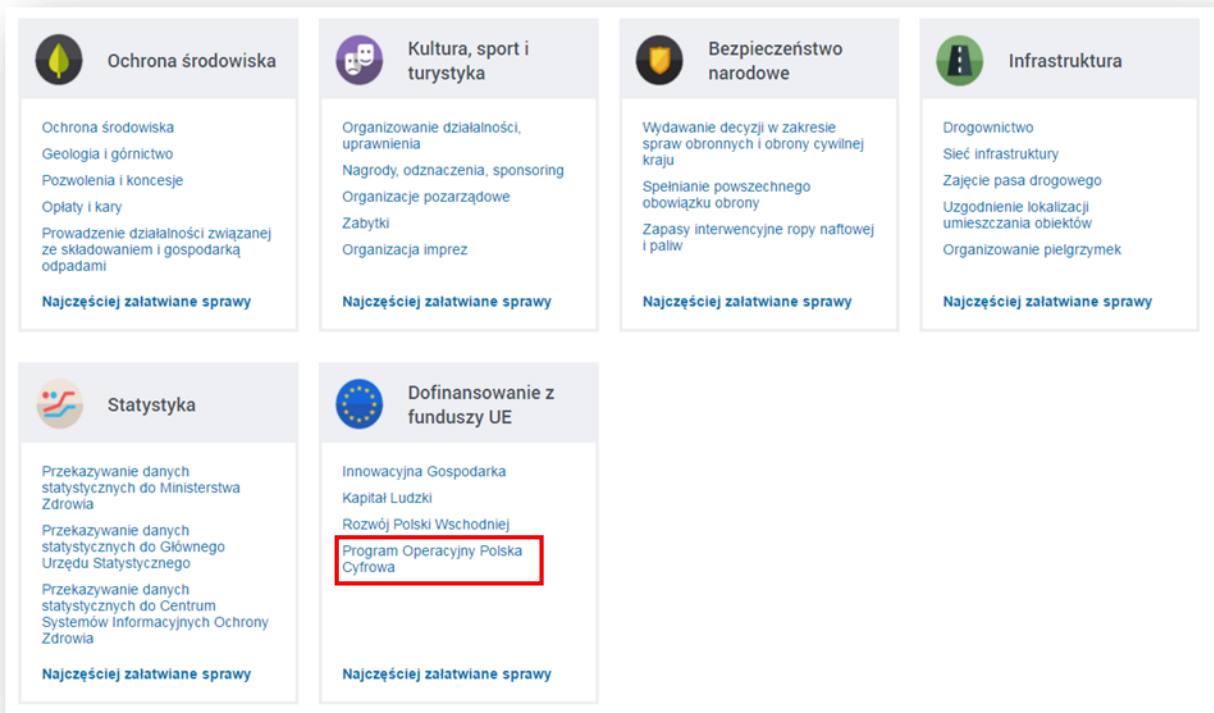 Ochrona środowiska
Ochrona środowiska
Geologia i górnictwo
Pozwolenia i koncesje
Opłaty i kary
Prowadzenie działalności związanej
ze składowaniem i gospodarką
odpadami
Najczęściej załatwiane sprawy
Kultura, sport i
turystyka
Organizowanie działalności,
uprawnienia
Nagrody, odznaczenia, sponsoring
Organizacje pozarządowe
Zabytki
Organizacja imprez
Najczęściej załatwiane sprawy
Bezpieczeństwo
narodowe
Wydawanie decyzji w zakresie
spraw obronnych i obrony cywilnej
kraju
Spełnianie powszechnego
obowiązku obrony
Zapasy interwencyjne ropy naftowej
i paliw
Najczęściej załatwiane sprawy
Infrastruktura
Drogownictwo
Sieć infrastruktury
Zajęcie pasa drogowego
Uzgodnienie lokalizacji
umieszczania obiektów
Organizowanie pielgrzymek
Najczęściej załatwiane sprawy
Statystyka
Przekazywanie danych
statystycznych do Ministerstwa
Zdrowia
Przekazywanie danych
statystycznych do Głównego
Urzędu Statystycznego
Przekazywanie danych
statystycznych do Centrum
Systemów Informacyjnych Ochrony
Zdrowia
Najczęściej załatwiane sprawy
Dofinansowanie z
funduszy UE
Innowacyjna Gospodarka
Kapitał Ludzki
Rozwój Polski Wschodniej
Program Operacyjny Polska
Cyfrowa
Najczęściej załatwiane sprawy